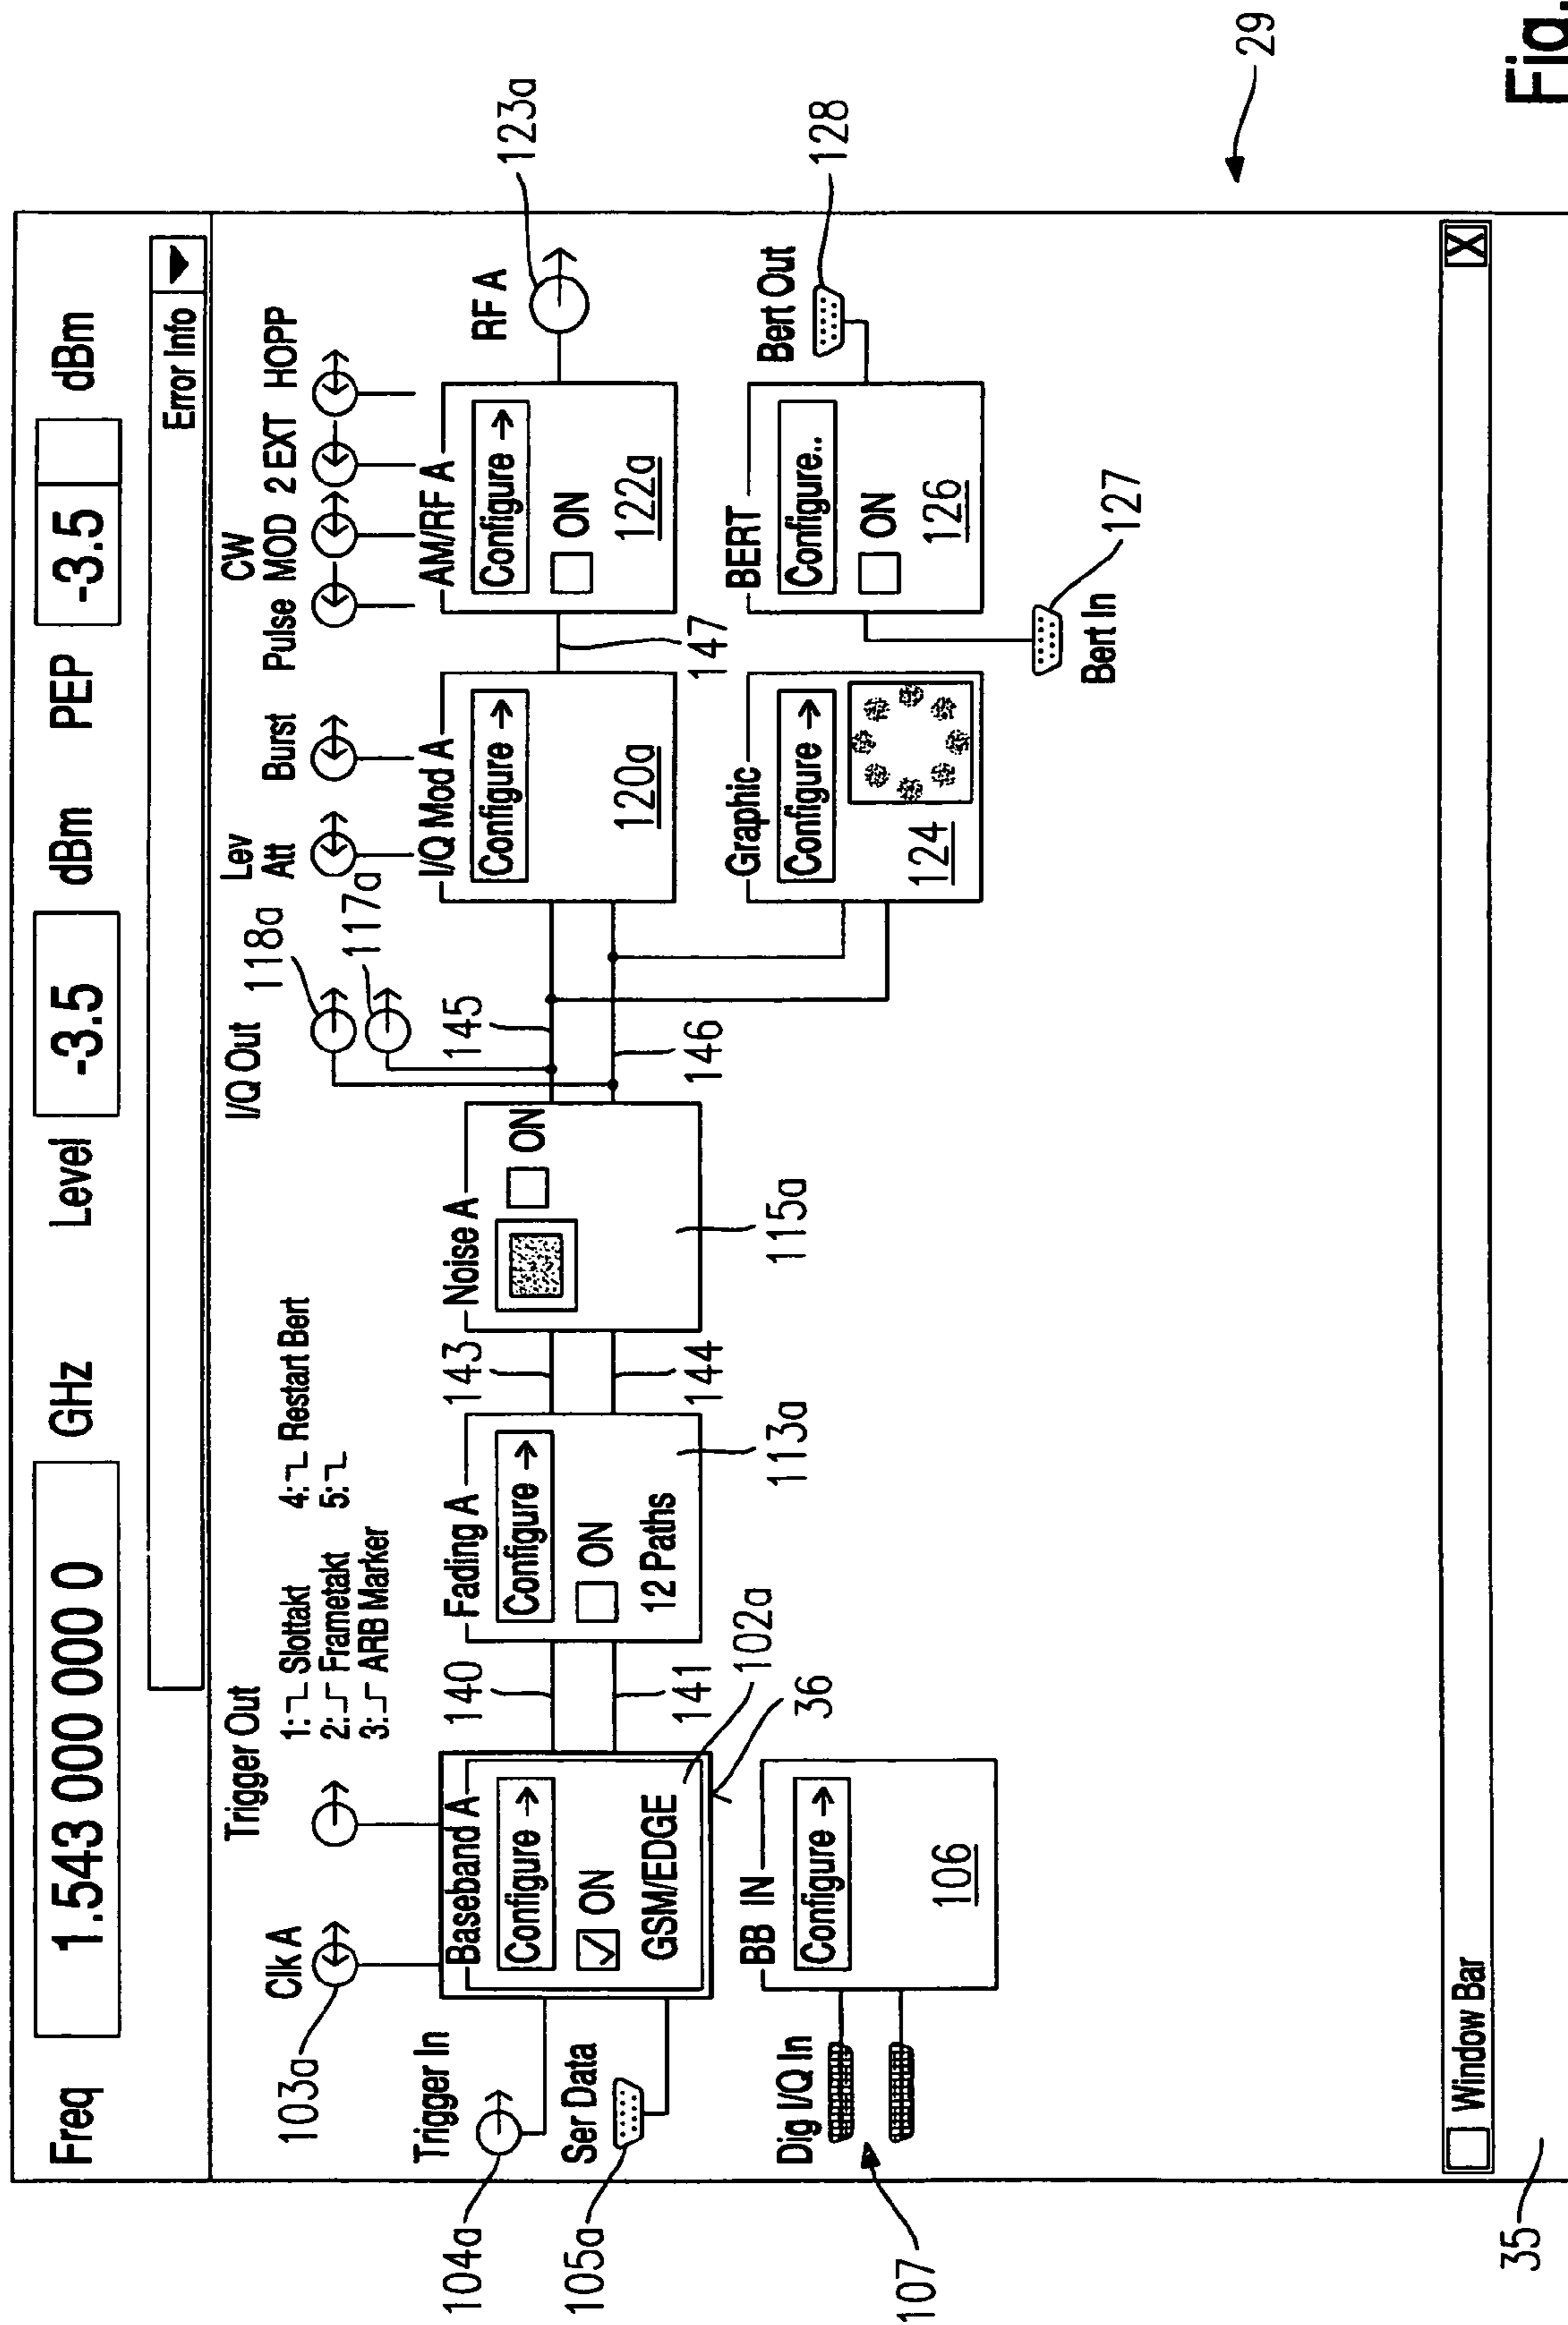 Freq 1.543 000 000 0 GHz Level -3.5 dBm PEP -3.5 dBm
Error Info
Trigger Out
Clk A
103a
1: Slottakt
2: Frametakt
3: ARB Marker
4: Restart Bert
5:
I/Q Out
118a
117a
Lev
Att
Burst
Pulse
CW
MOD
2 EXT
HOPP
Trigger In
104a
Ser Data
105a
Baseband A
Configure →
ON
GSM/EDGE
102a
36
140
141
Fading A
Configure →
ON
12 Paths
113a
143
144
Noise A
ON
115a
145
146
I/Q Mod A
Configure →
120a
147
AM/RF A
Configure →
ON
122a
RF A
123a
Dig I/Q In
107
BB IN
Configure →
106
Graphic
Configure →
124
BERT
Configure..
ON
126
Bert Out
128
Bert In
127
29
Window Bar
X
35
Fig.